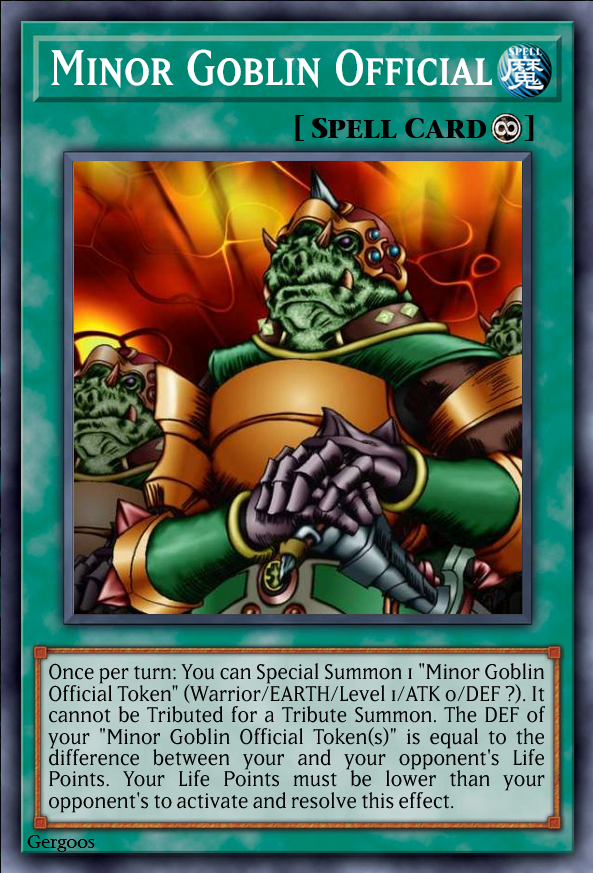 Minor Goblin Official
SPELL
魔
[ Spell Card ]
Once per turn: You can Special Summon 1 "Minor Goblin
Official Token" (Warrior/EARTH/Level 1/ATK 0/DEF ?). It
cannot be Tributed for a Tribute Summon. The DEF of
your "Minor Goblin Official Token(s)" is equal to the
difference between your and your opponent's Life
Points. Your Life Points must be lower than your
opponent's to activate and resolve this effect.
Gergoos